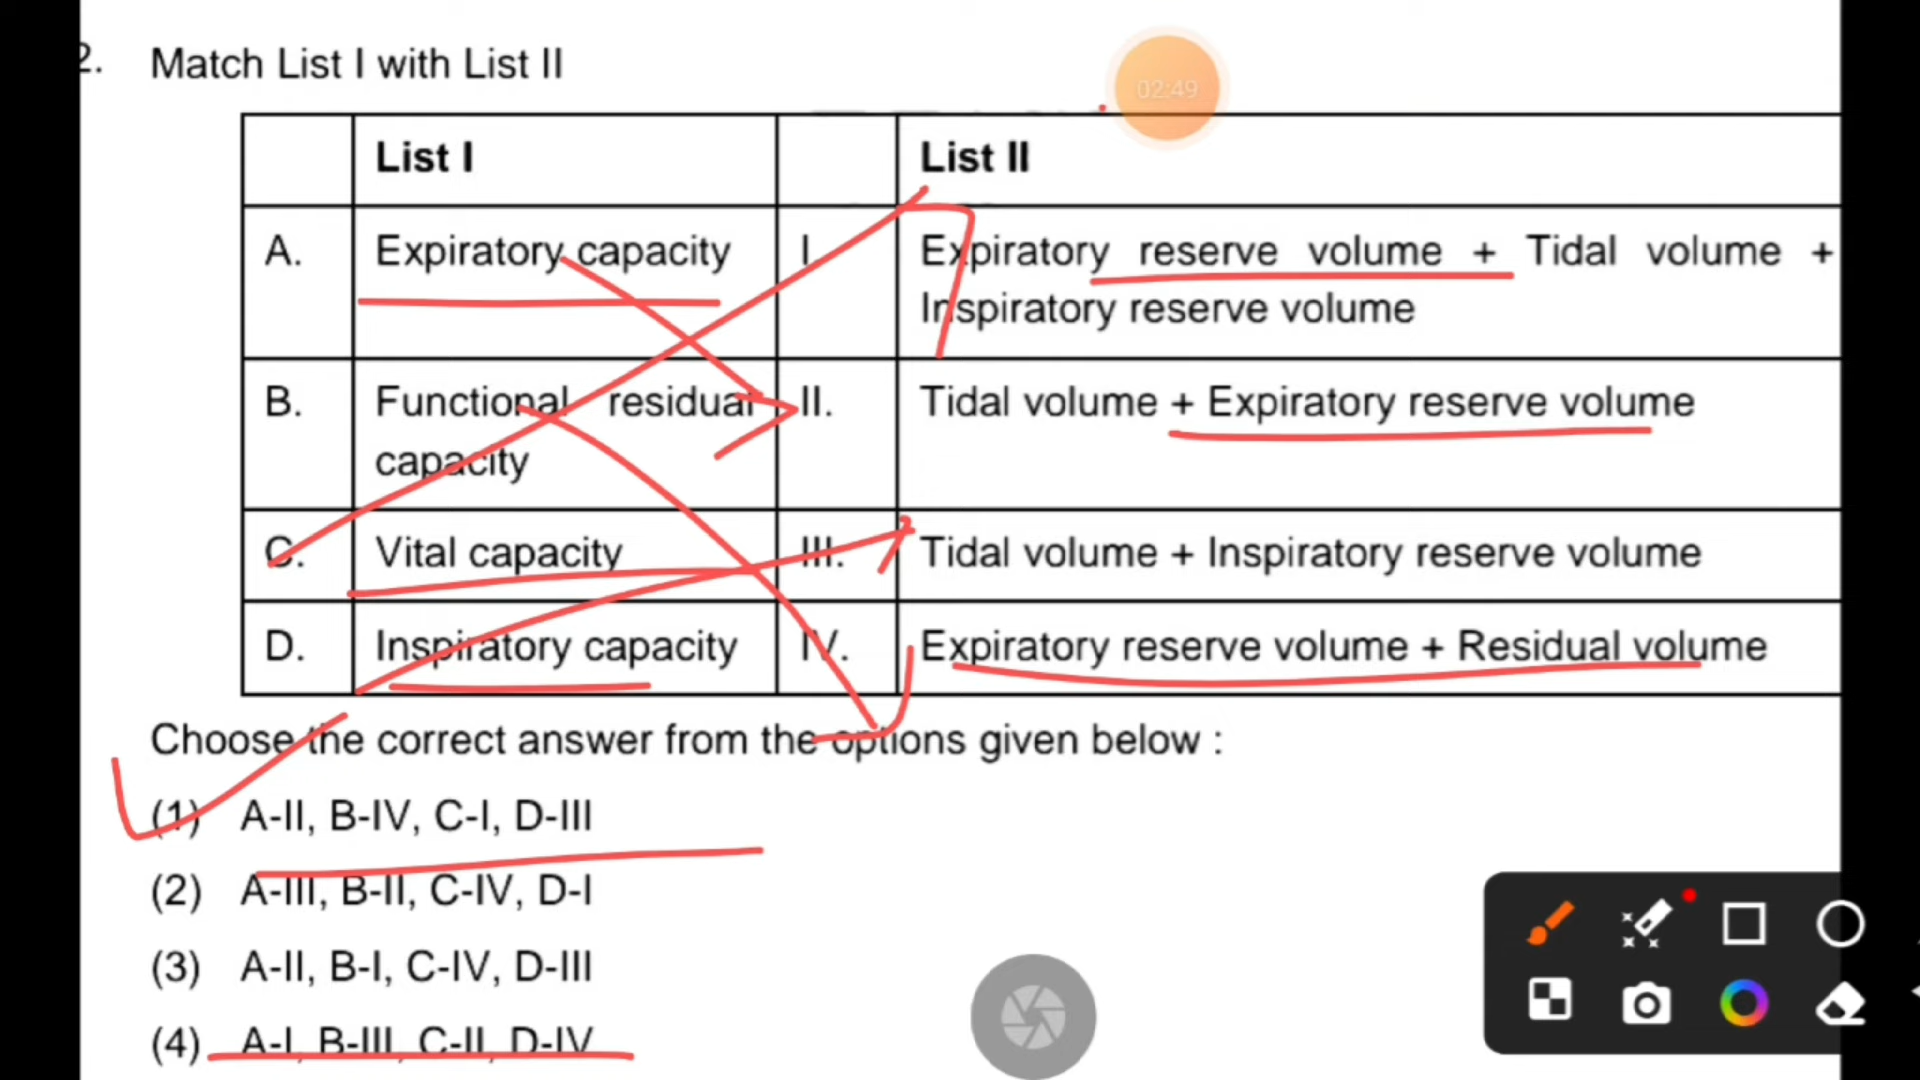 2. Match List I with List II
02:49
List I List II
A. Expiratory capacity I. Expiratory reserve volume + Tidal volume +
Inspiratory reserve volume
B. Functional residual II. Tidal volume + Expiratory reserve volume
capacity
C. Vital capacity III. Tidal volume + Inspiratory reserve volume
D. Inspiratory capacity IV. Expiratory reserve volume + Residual volume
Choose the correct answer from the options given below :
(1) A-II, B-IV, C-I, D-III
(2) A-III, B-II, C-IV, D-I
(3) A-II, B-I, C-IV, D-III
(4) A-I, B-III, C-II, D-IV